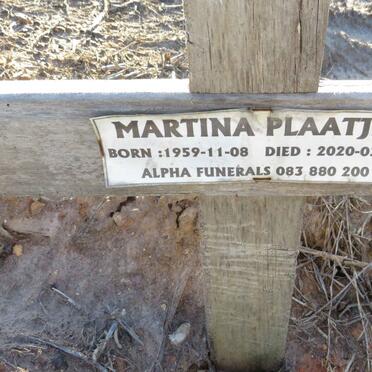 MARTINA PLAATJ
BORN :1959-11-08 DIED : 2020-0
ALPHA FUNERALS 083 880 200